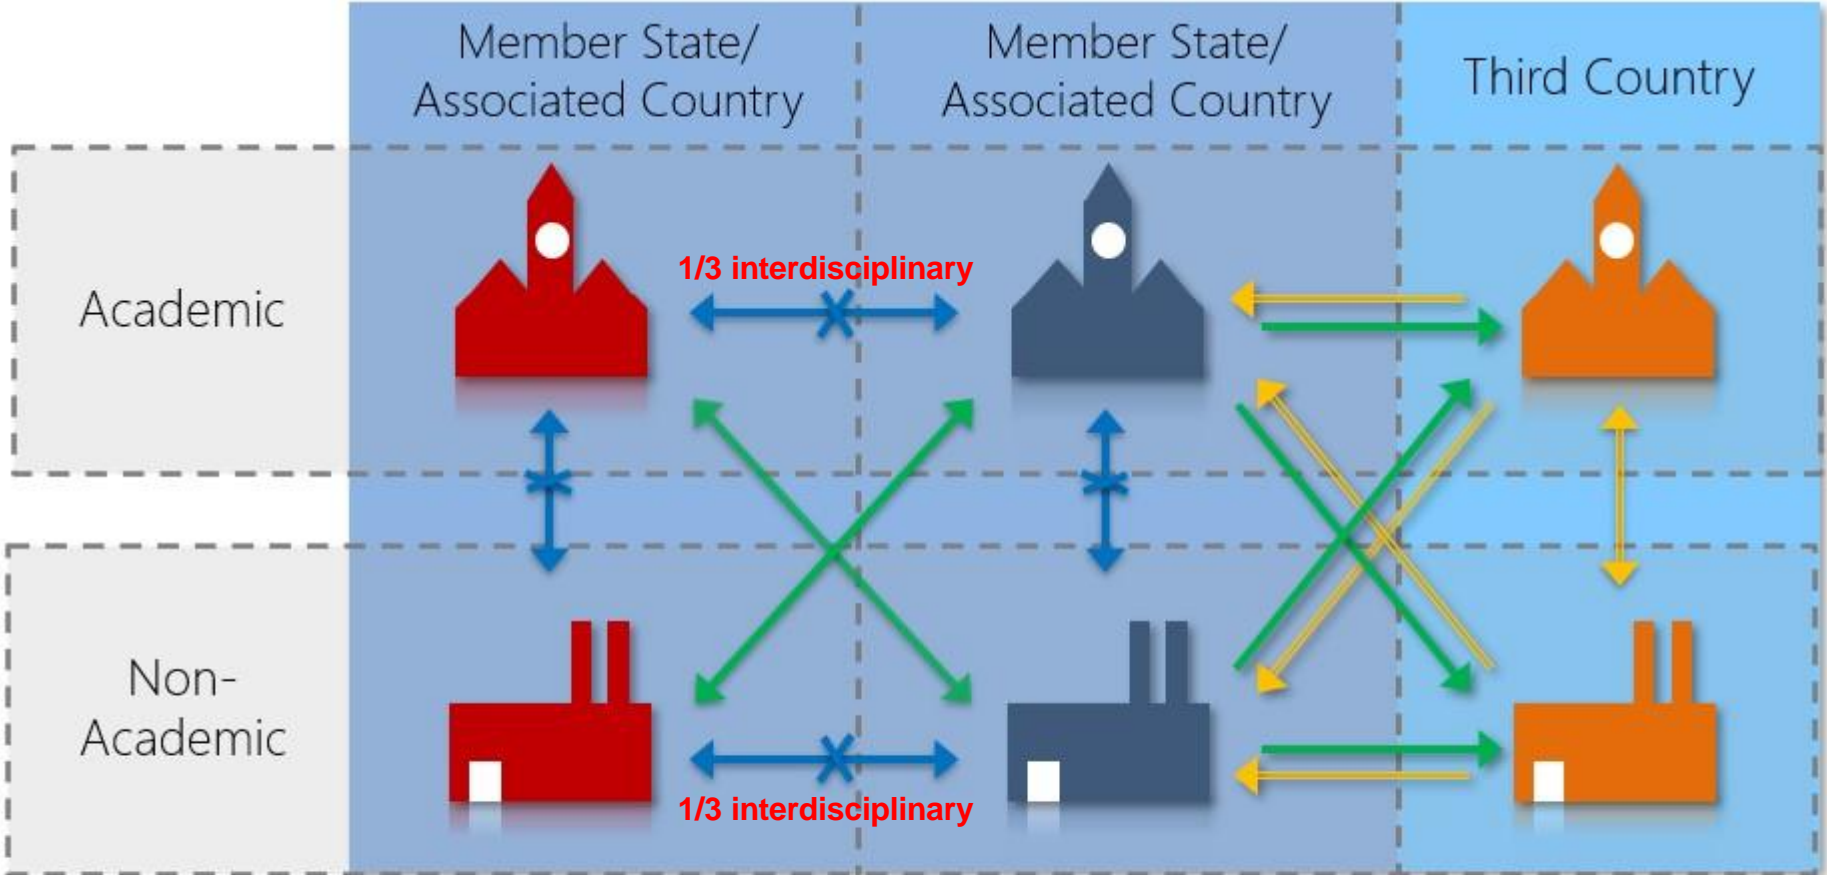 Member State/
Associated Country
Member State/
Associated Country
Third Country
Academic
1/3 interdisciplinary
Non-
Academic
1/3 interdisciplinary